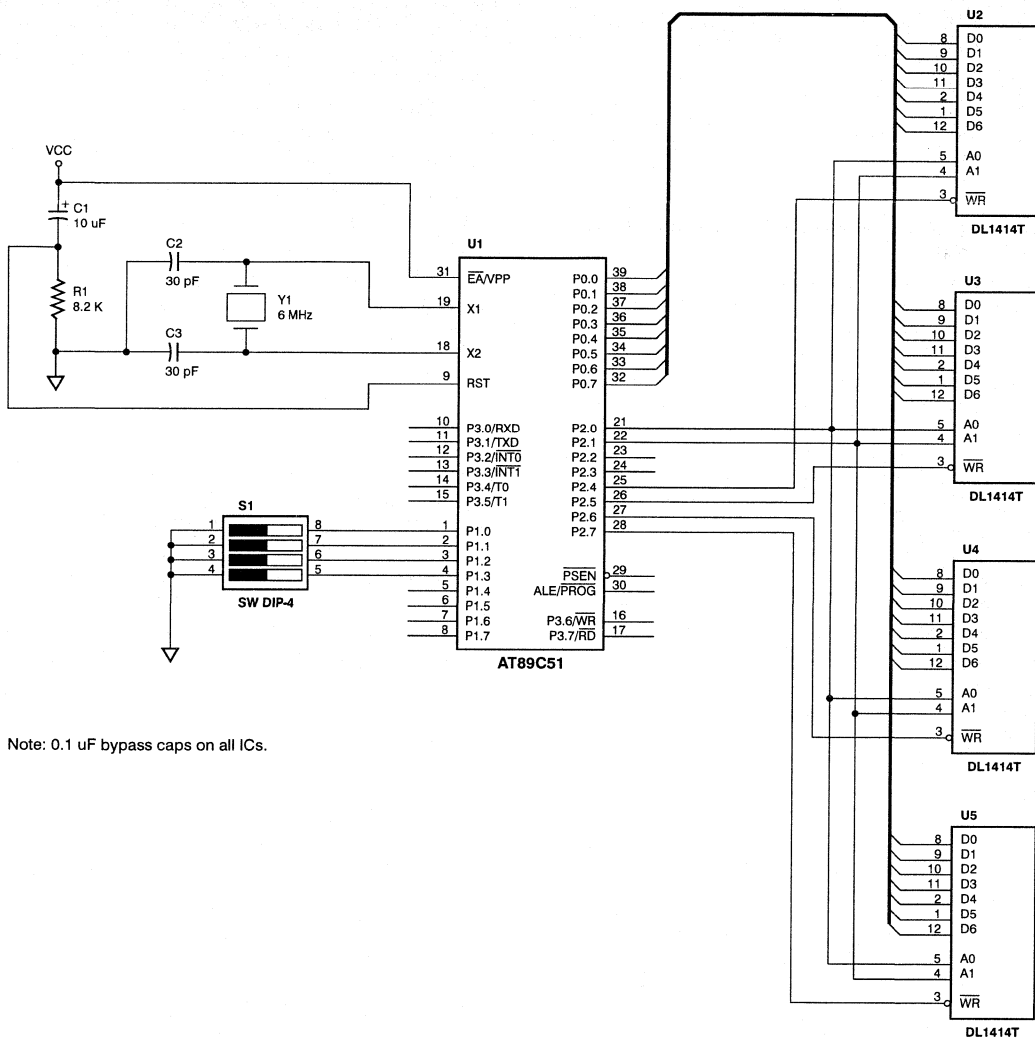 VCC
+ C1
10 uF
R1
8.2 K
C2
30 pF
C3
30 pF
Y1
6 MHz
U1
31 EA/VPP
19 X1
18 X2
9 RST
10 P3.0/RXD
11 P3.1/TXD
12 P3.2/INT0
13 P3.3/INT1
14 P3.4/T0
15 P3.5/T1
1 P1.0
2 P1.1
3 P1.2
4 P1.3
5 P1.4
6 P1.5
7 P1.6
8 P1.7
P0.0 39
P0.1 38
P0.2 37
P0.3 36
P0.4 35
P0.5 34
P0.6 33
P0.7 32
P2.0 21
P2.1 22
P2.2 23
P2.3 24
P2.4 25
P2.5 26
P2.6 27
P2.7 28
PSEN 29
ALE/PROG 30
P3.6/WR 16
P3.7/RD 17
AT89C51
S1
1 8
2 7
3 6
4 5
SW DIP-4
Note: 0.1 uF bypass caps on all ICs.
U2
8 D0
9 D1
10 D2
11 D3
2 D4
1 D5
12 D6
5 A0
4 A1
3 WR
DL1414T
U3
8 D0
9 D1
10 D2
11 D3
2 D4
1 D5
12 D6
5 A0
4 A1
3 WR
DL1414T
U4
8 D0
9 D1
10 D2
11 D3
2 D4
1 D5
12 D6
5 A0
4 A1
3 WR
DL1414T
U5
8 D0
9 D1
10 D2
11 D3
2 D4
1 D5
12 D6
5 A0
4 A1
3 WR
DL1414T